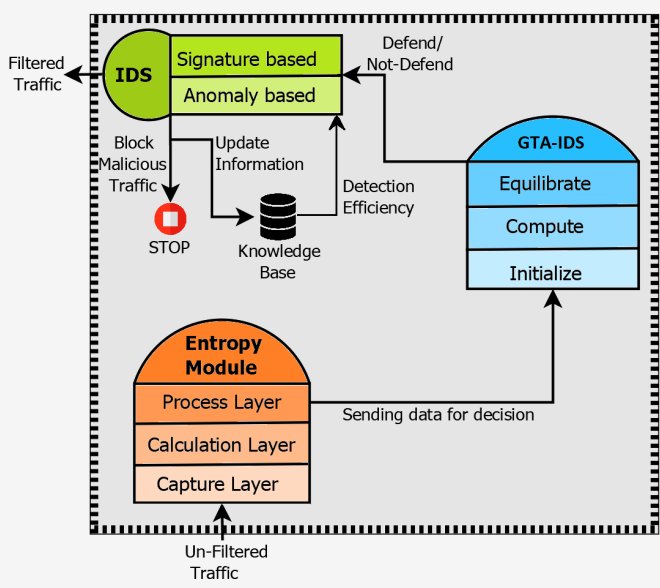 Filtered
Traffic
IDS
Signature based
Anomaly based
Defend/
Not-Defend
Block
Malicious
Traffic
Update
Information
STOP
Knowledge
Base
Detection
Efficiency
GTA-IDS
Equilibrate
Compute
Initialize
Entropy
Module
Process Layer
Calculation Layer
Capture Layer
Sending data for decision
Un-Filtered
Traffic